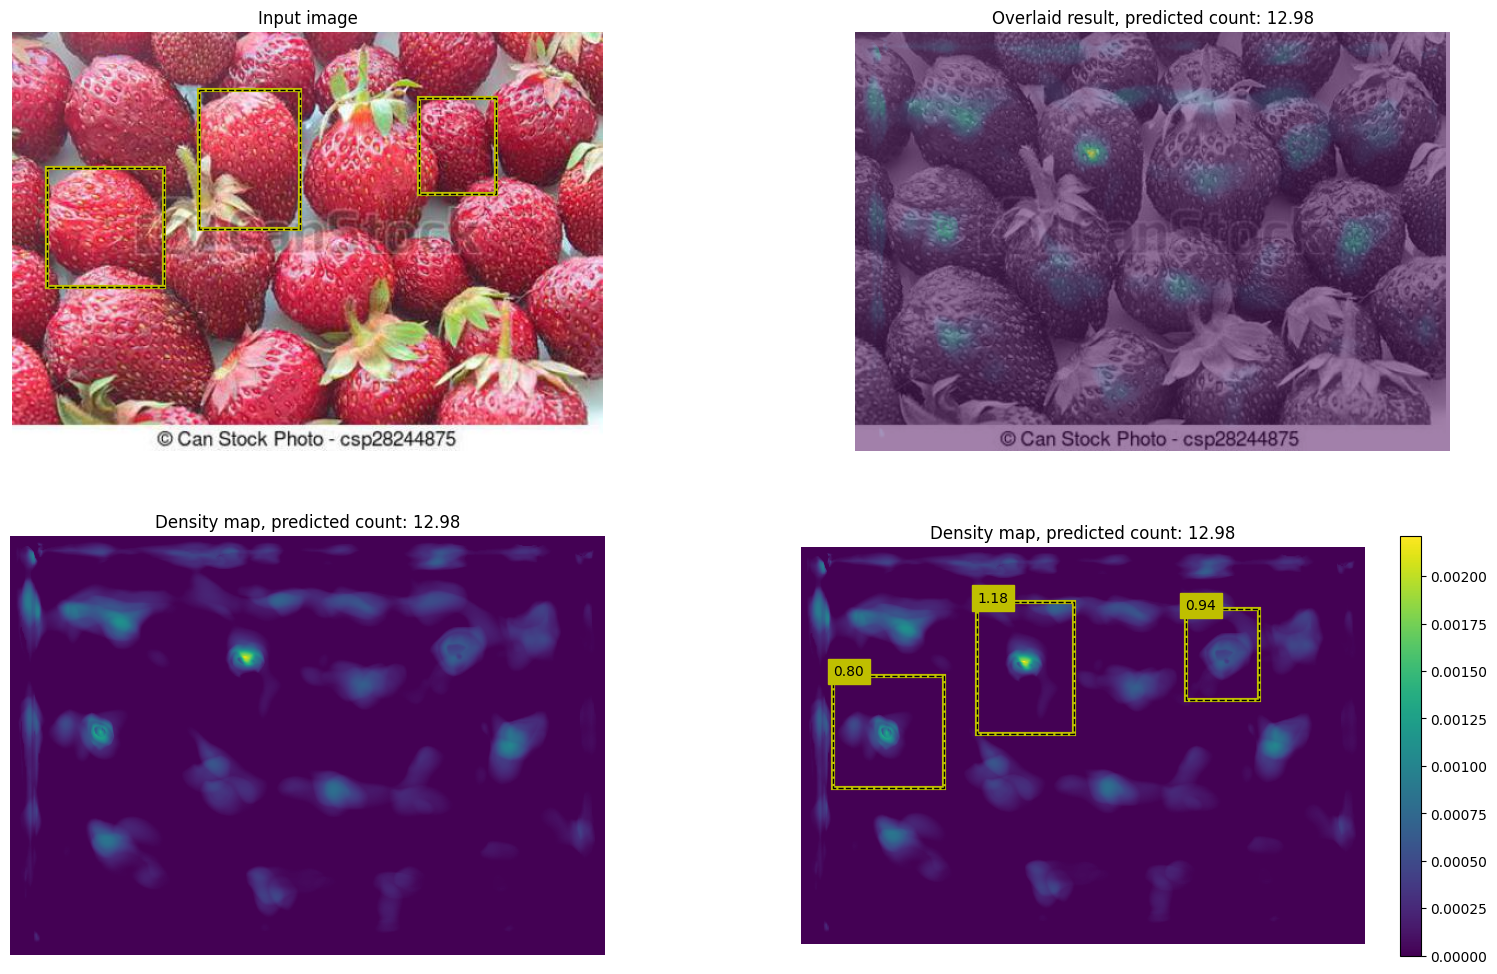 Input image
CanStock
© Can Stock Photo - csp28244875
Overlaid result, predicted count: 12.98
© Can Stock Photo - csp28244875
Density map, predicted count: 12.98
Density map, predicted count: 12.98
1.18
0.94
0.80
0.00200
0.00175
0.00150
0.00125
0.00100
0.00075
0.00050
0.00025
0.00000